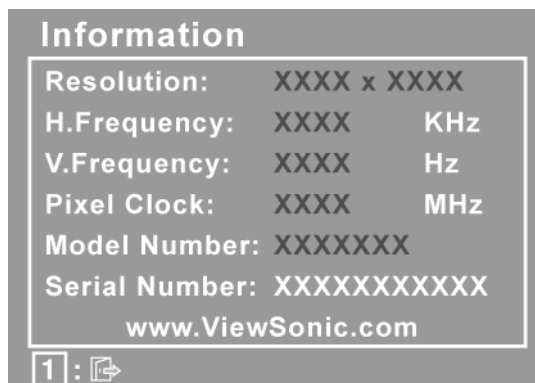 Information
Resolution: XXXX x XXXX
H.Frequency: XXXX KHz
V.Frequency: XXXX Hz
Pixel Clock: XXXX MHz
Model Number: XXXXXXX
Serial Number: XXXXXXXXXXX
www.ViewSonic.com
1 :